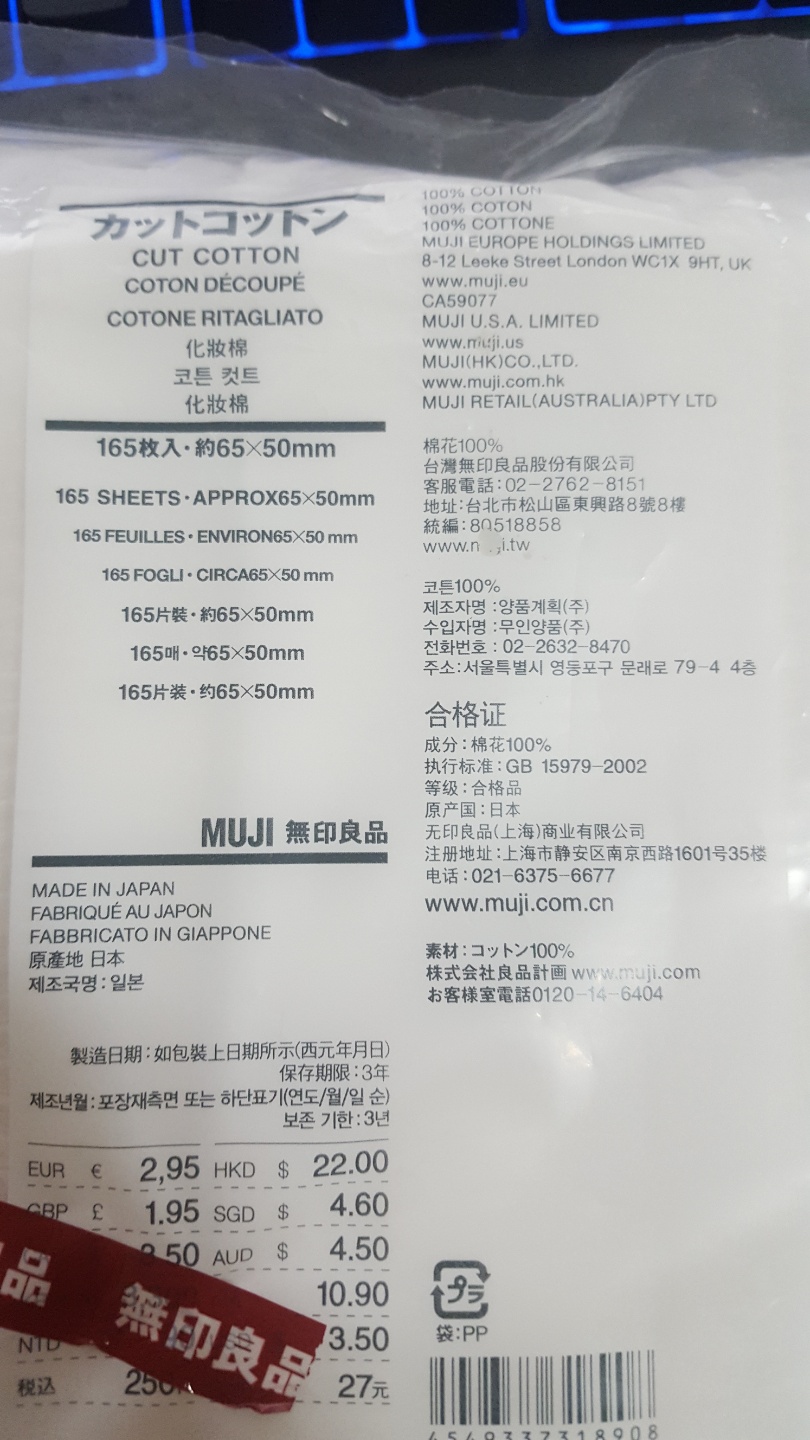 カットコットン
CUT COTTON
COTON DÉCOUPÉ
COTONE RITAGLIATO
化妝棉
코튼 컷트
化妝棉
165枚入・約65×50mm
165 SHEETS・APPROX65×50mm
165 FEUILLES・ENVIRON65×50 mm
165 FOGLI・CIRCA65×50 mm
165片裝・約65×50mm
165매・약65×50mm
165片装・约65×50mm
MUJI 無印良品
MADE IN JAPAN
FABRIQUÉ AU JAPON
FABBRICATO IN GIAPPONE
原產地 日本
제조국명:일본
製造日期:如包裝上日期所示(西元年月日)
保存期限:3年
제조년월:포장재측면 또는 하단표기(연도/월/일 순)
보존 기한:3년
EUR € 2,95 HKD $ 22.00
GBP £ 1.95 SGD $ 4.60
3.50 AUD $ 4.50
10.90
NTD 3.50
税込 27元
品 無印良品
100% COTTON
100% COTON
100% COTTONE
MUJI EUROPE HOLDINGS LIMITED
8-12 Leeke Street London WC1X 9HT, UK
www.muji.eu
CA59077
MUJI U.S.A. LIMITED
www.muji.us
MUJI(HK)CO.,LTD.
www.muji.com.hk
MUJI RETAIL(AUSTRALIA)PTY LTD
棉花100%
台灣無印良品股份有限公司
客服電話:02-2762-8151
地址:台北市松山區東興路8號8樓
統編:80518858
코튼100%
제조자명:양품계획(주)
수입자명:무인양품(주)
전화번호:02-2632-8470
주소:서울특별시 영등포구 문래로 79-4 4층
合格证
成分:棉花100%
执行标准:GB 15979-2002
等级:合格品
原产国:日本
无印良品(上海)商业有限公司
注册地址:上海市静安区南京西路1601号35楼
电话:021-6375-6677
www.muji.com.cn
素材:コットン100%
株式会社良品計画 www.muji.com
お客様室電話0120-14-6404
プラ
袋:PP
4549337318908